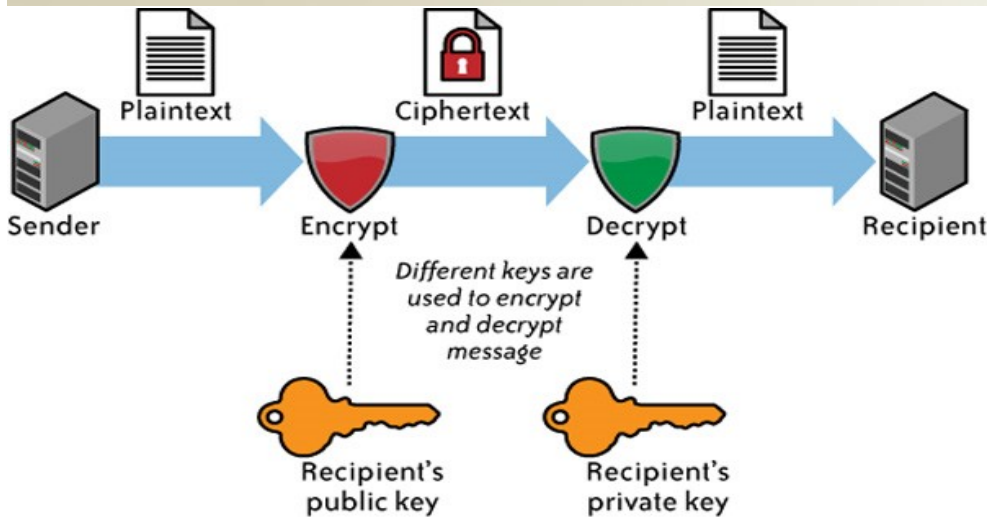 Plaintext
Ciphertext
Plaintext
Sender
Encrypt
Decrypt
Recipient
Different keys are
used to encrypt
and decrypt
message
Recipient's
public key
Recipient's
private key